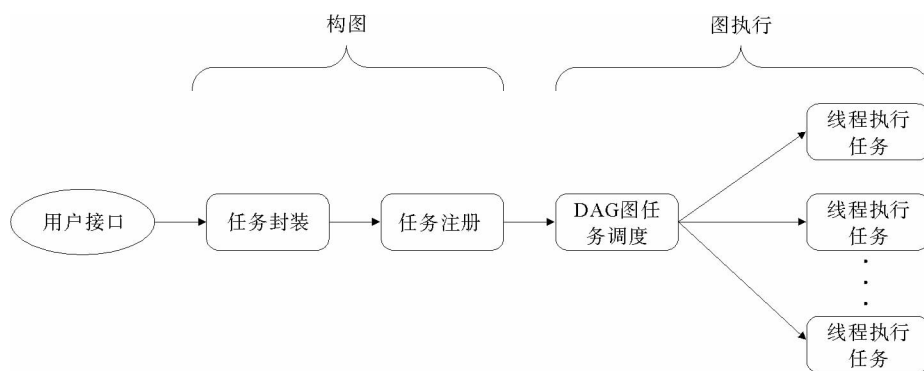 构图
图执行
用户接口
任务封装
任务注册
DAG图任
务调度
线程执行
任务
线程执行
任务
线程执行
任务